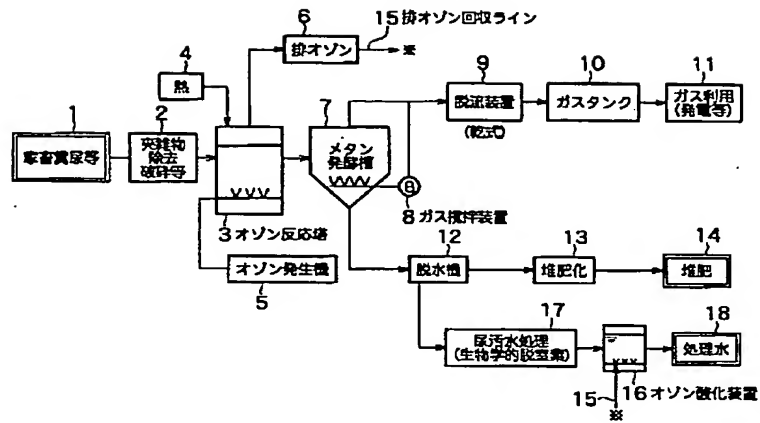 6
15 排オゾン回収ライン
排オゾン
※
4
熱
1
家畜糞尿等
2
夾雑物
除去
破砕等
3 オゾン反応塔
オゾン発生機
5
7
メタン
発酵槽
B
8 ガス撹拌装置
9
脱硫装置
(乾式)
10
ガスタンク
11
ガス利用
(発電等)
12
脱水機
13
堆肥化
14
堆肥
17
尿汚水処理
(生物学的脱窒素)
18
処理水
15
16 オゾン酸化装置
※